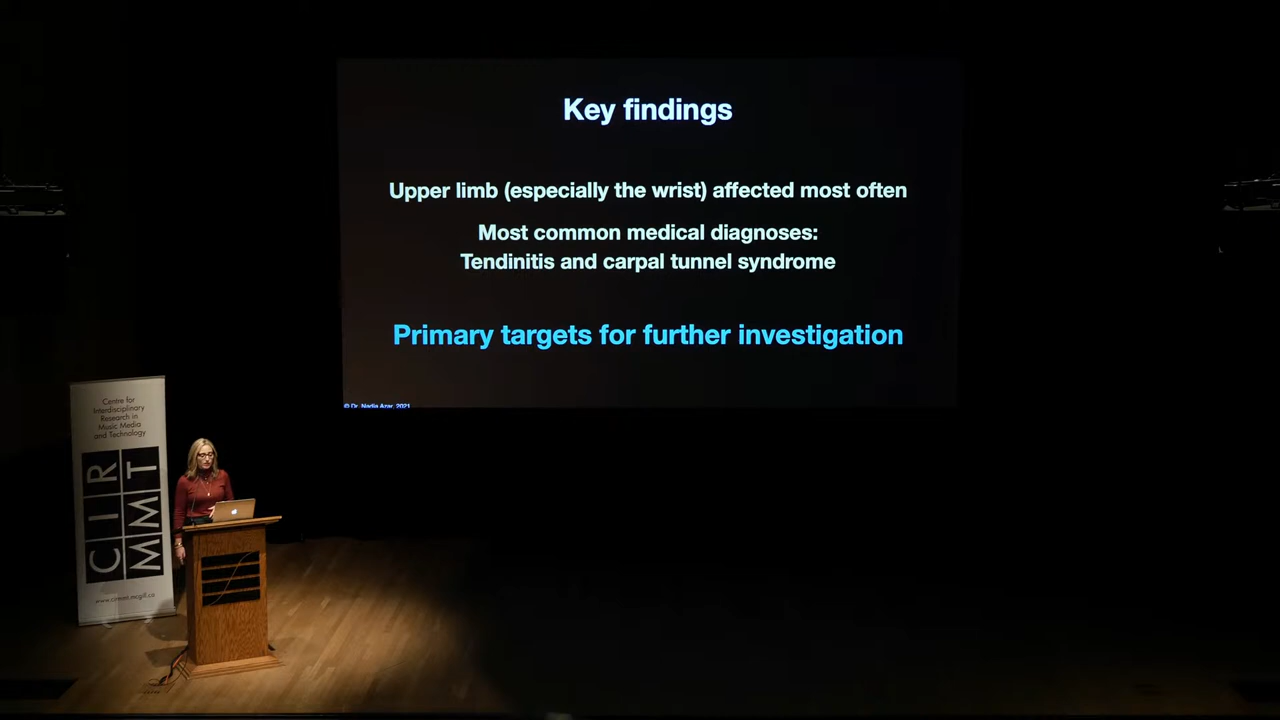 Key findings
Upper limb (especially the wrist) affected most often
Most common medical diagnoses:
Tendinitis and carpal tunnel syndrome
Primary targets for further investigation
© Dr. Nadia Azar, 2021
Centre for
Interdisciplinary
Research in
Music Media
and Technology
CIR
MMT
www.cirmmt.mcgill.ca